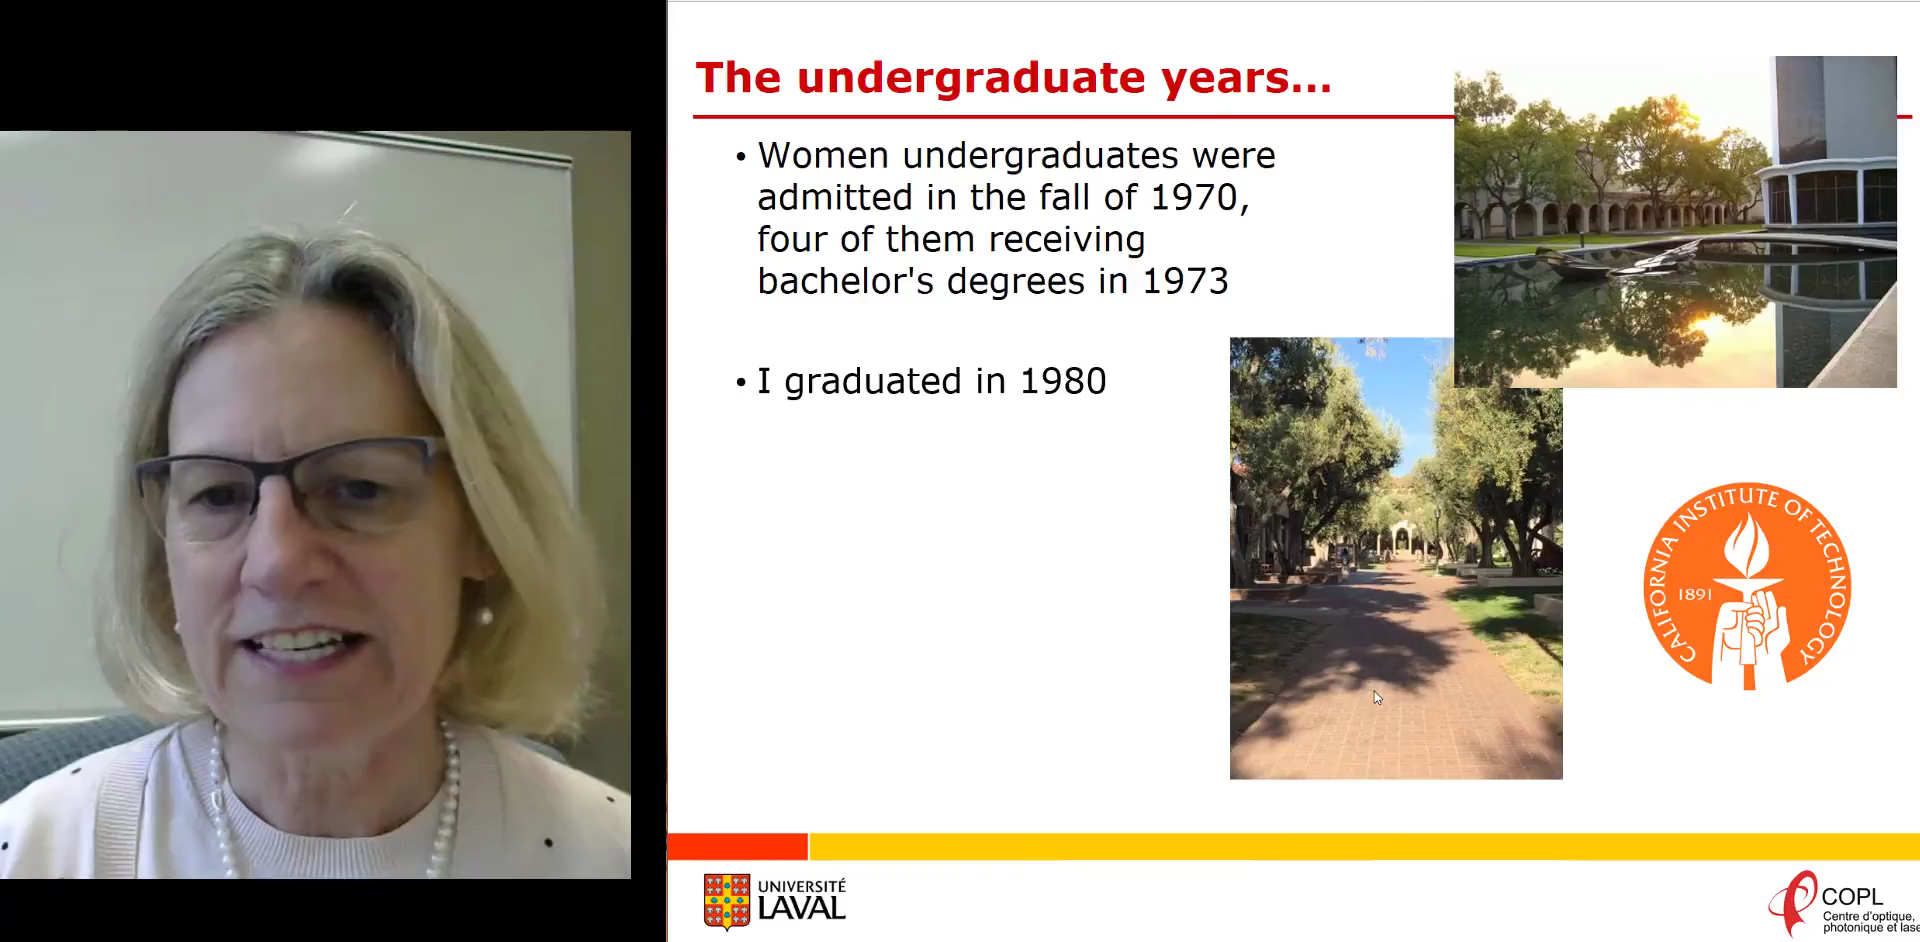 The undergraduate years...
• Women undergraduates were
admitted in the fall of 1970,
four of them receiving
bachelor's degrees in 1973
• I graduated in 1980
CALIFORNIA INSTITUTE OF TECHNOLOGY
1891
UNIVERSITÉ
LAVAL
COPL
Centre d'optique,
photonique et lase